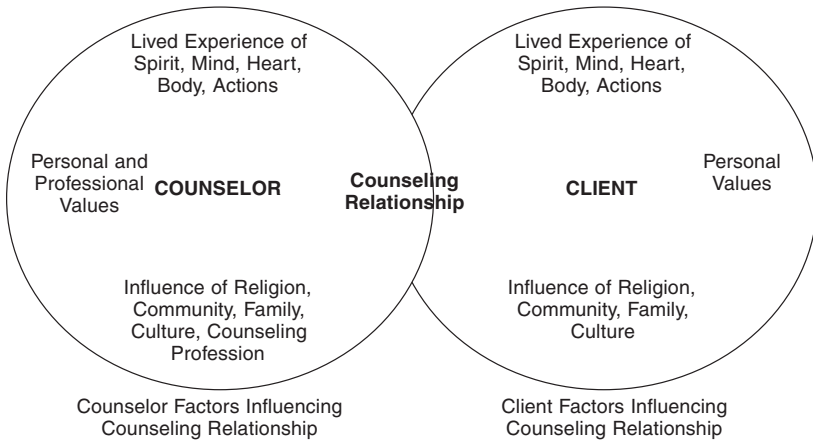 Lived Experience of
Spirit, Mind, Heart,
Body, Actions
Personal and
Professional
Values
COUNSELOR
Influence of Religion,
Community, Family,
Culture, Counseling
Profession
Counselor Factors Influencing
Counseling Relationship
Counseling
Relationship
Lived Experience of
Spirit, Mind, Heart,
Body, Actions
CLIENT
Personal
Values
Influence of Religion,
Community, Family,
Culture
Client Factors Influencing
Counseling Relationship